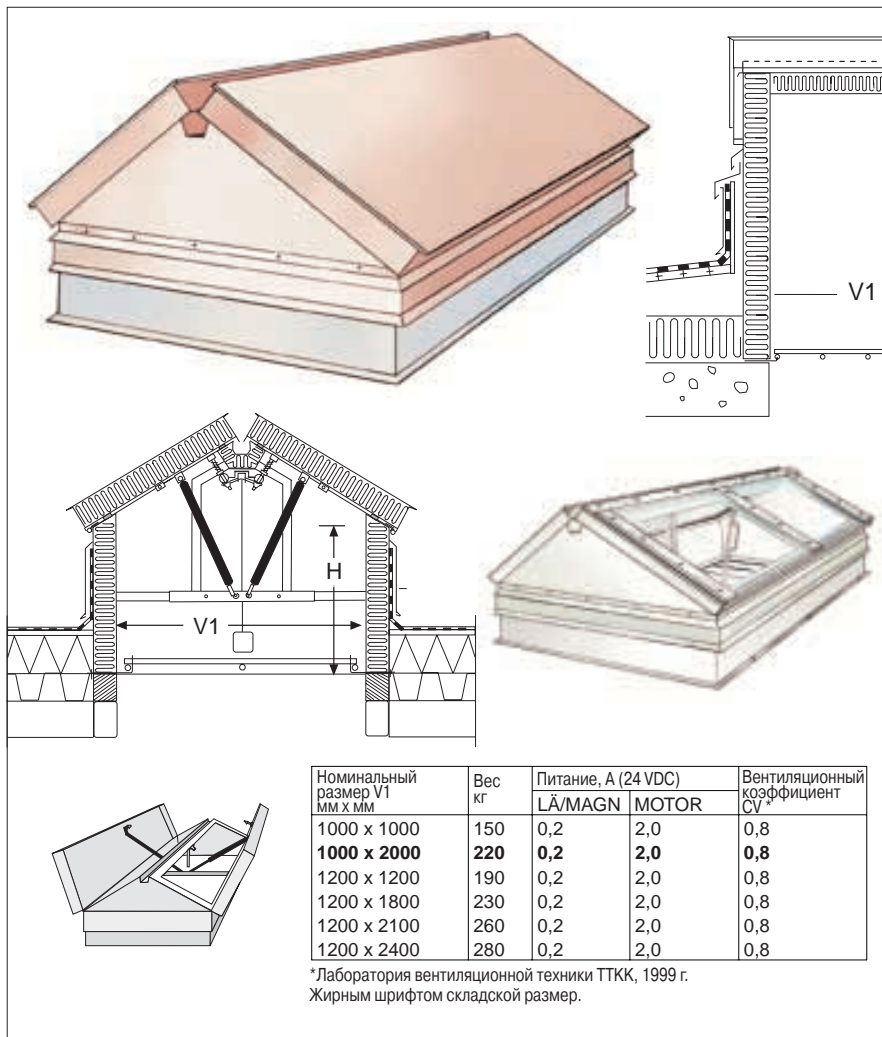 V1
H
V1
Номинальный размер V1 мм x мм | Вес кг | Питание, А (24 VDC) | Вентиляционный коэффициент CV *
LÄ/MAGN | MOTOR
1000 x 1000 | 150 | 0,2 | 2,0 | 0,8
1000 x 2000 | 220 | 0,2 | 2,0 | 0,8
1200 x 1200 | 190 | 0,2 | 2,0 | 0,8
1200 x 1800 | 230 | 0,2 | 2,0 | 0,8
1200 x 2100 | 260 | 0,2 | 2,0 | 0,8
1200 x 2400 | 280 | 0,2 | 2,0 | 0,8
*Лаборатория вентиляционной техники ТТКК, 1999 г.
Жирным шрифтом складской размер.